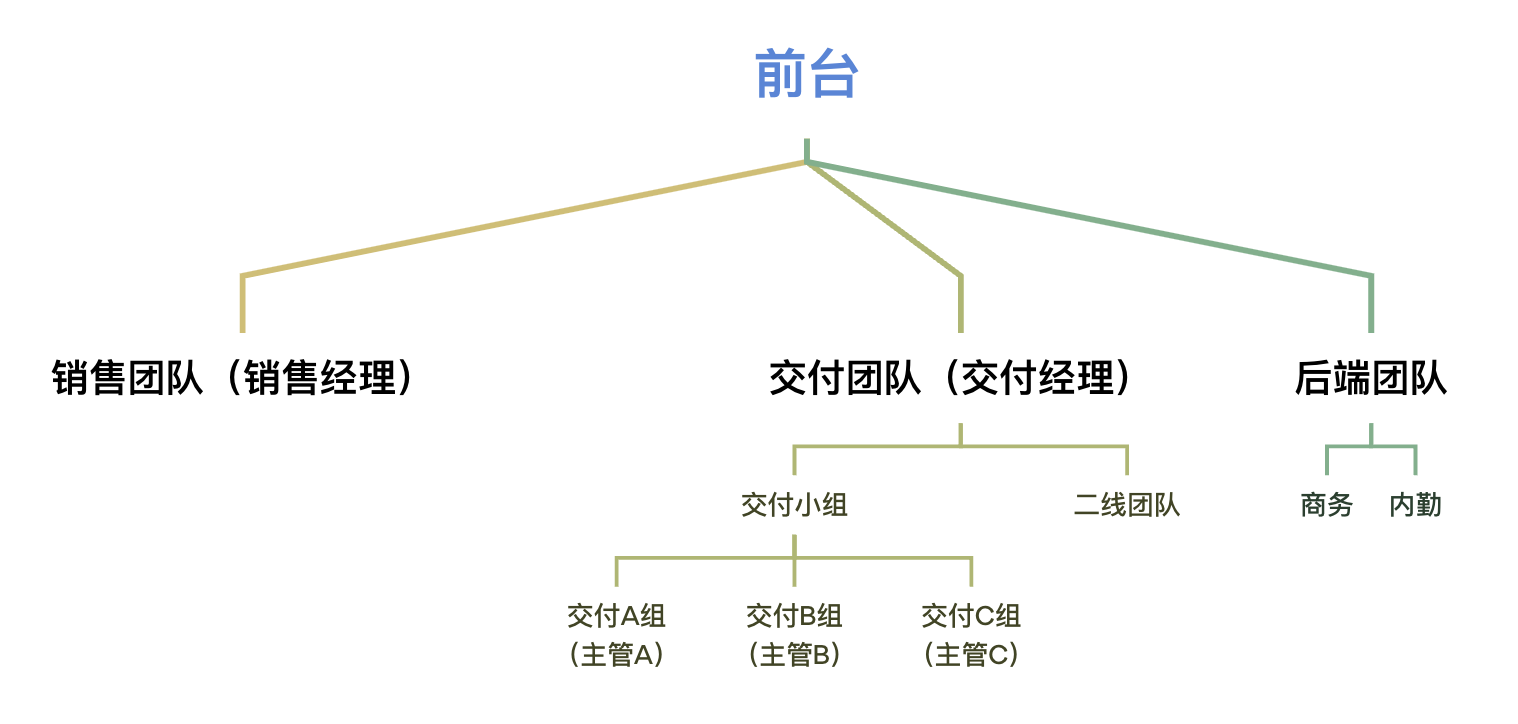 前台
销售团队（销售经理）
交付团队（交付经理）
后端团队
交付小组
二线团队
商务
内勤
交付A组
（主管A）
交付B组
（主管B）
交付C组
（主管C）